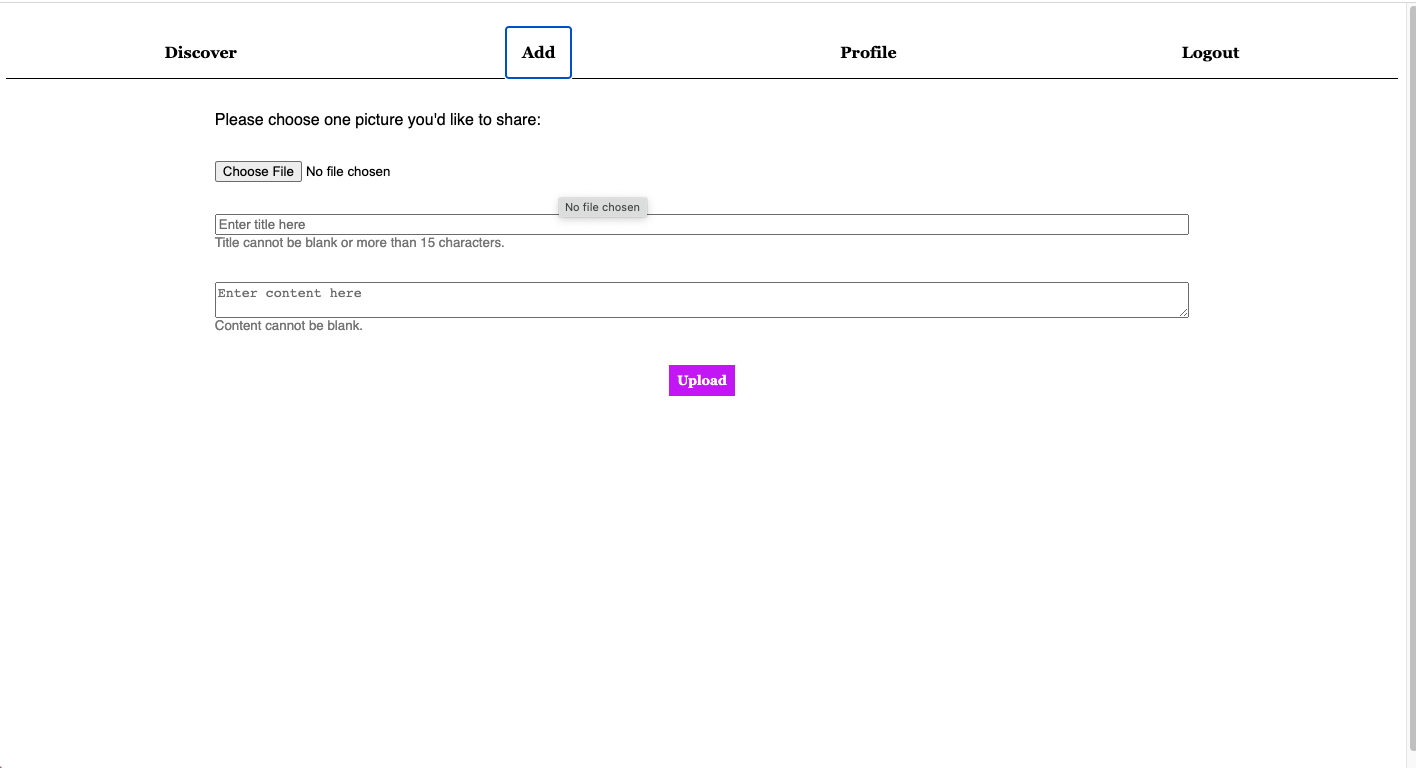 Discover Add Profile Logout
Please choose one picture you'd like to share:
Choose File No file chosen
No file chosen
Enter title here
Title cannot be blank or more than 15 characters.
Enter content here
Content cannot be blank.
Upload